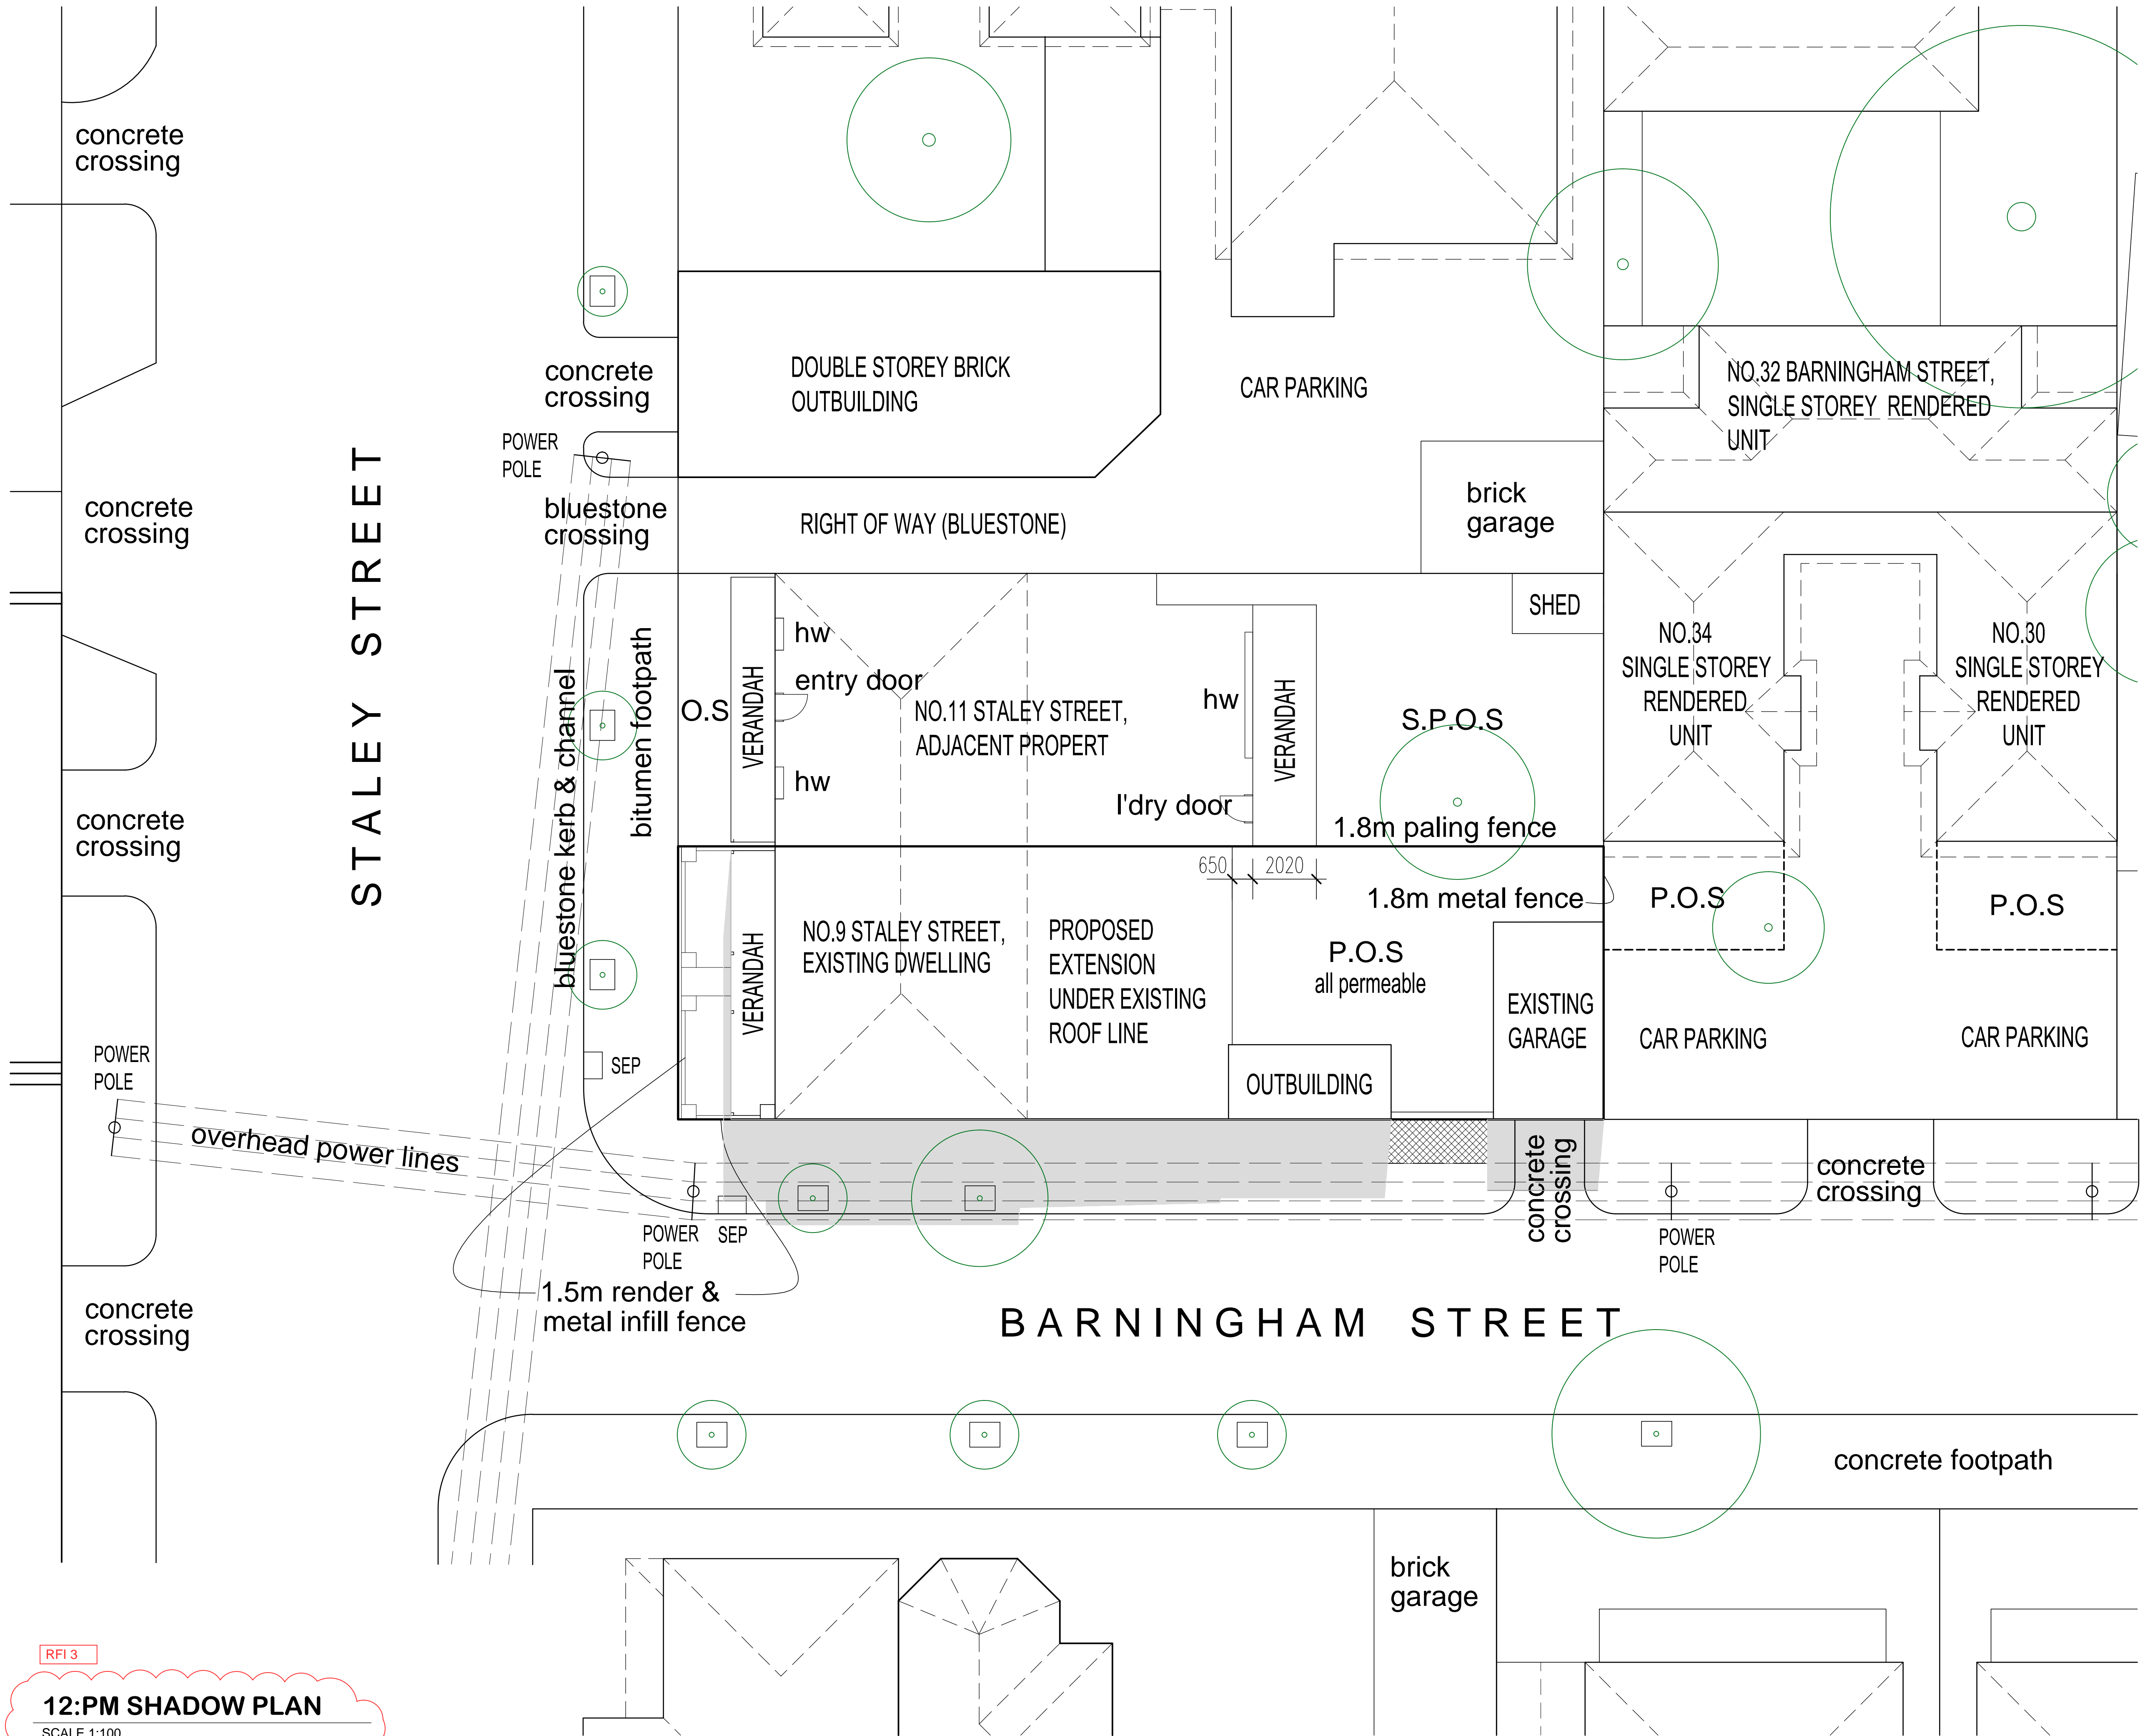 concrete
crossing
DOUBLE STOREY BRICK
OUTBUILDING
concrete
crossing
CAR PARKING
NO.32 BARNINGHAM STREET,
SINGLE STOREY RENDERED
UNIT
POWER
POLE
concrete
crossing
bluestone
crossing
RIGHT OF WAY (BLUESTONE)
brick
garage
STALEY STREET
SHED
bluestone kerb & channel
bitumen footpath
O.S
VERANDAH
hw
entry door
hw
NO.11 STALEY STREET,
ADJACENT PROPERT
hw
VERANDAH
l'dry door
S.P.O.S
NO.34
SINGLE STOREY
RENDERED
UNIT
NO.30
SINGLE STOREY
RENDERED
UNIT
concrete
crossing
1.8m paling fence
650
2020
1.8m metal fence
P.O.S
P.O.S
VERANDAH
NO.9 STALEY STREET,
EXISTING DWELLING
PROPOSED
EXTENSION
UNDER EXISTING
ROOF LINE
P.O.S
all permeable
EXISTING
GARAGE
CAR PARKING
CAR PARKING
OUTBUILDING
POWER
POLE
SEP
overhead power lines
concrete
crossing
concrete
crossing
POWER
POLE
SEP
POWER
POLE
1.5m render &
metal infill fence
concrete
crossing
BARNINGHAM STREET
concrete footpath
brick
garage
RFI 3
12:PM SHADOW PLAN
SCALE 1:100